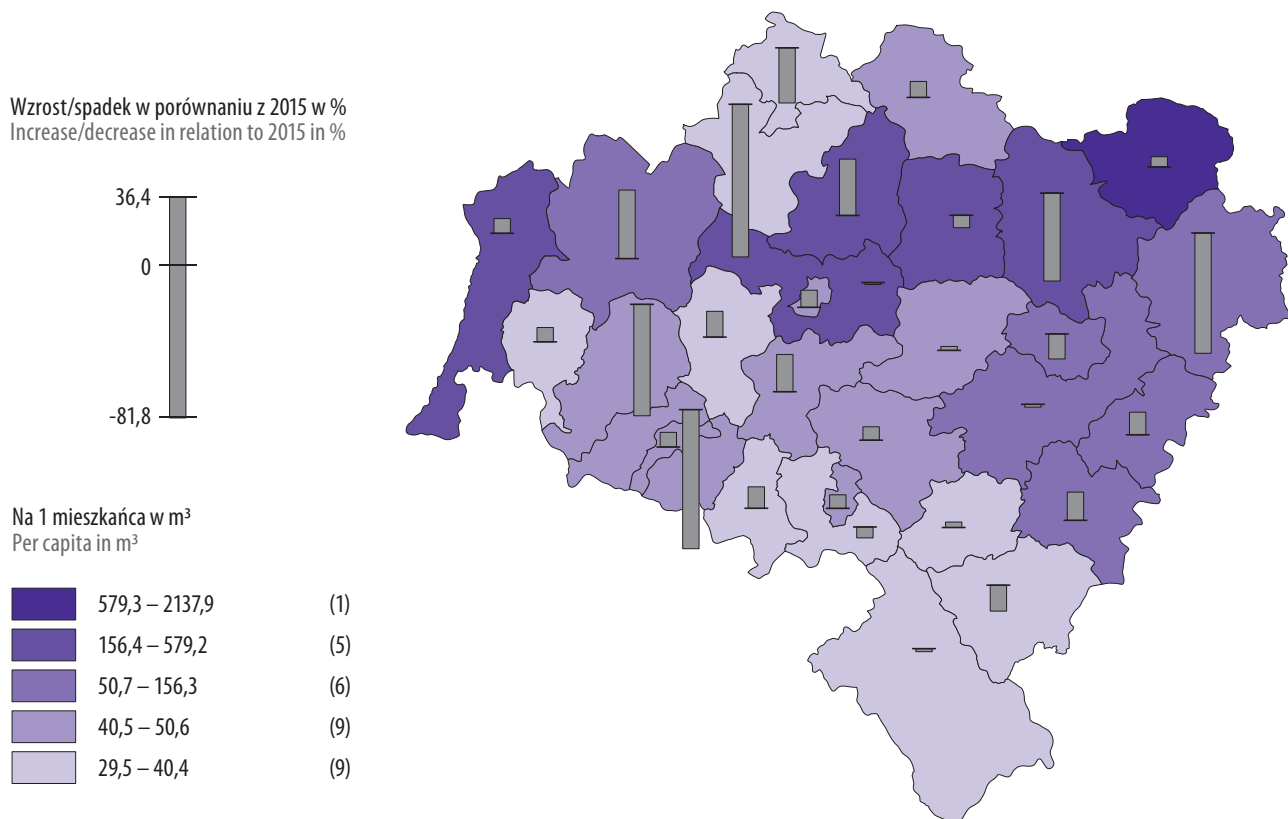 Wzrost/spadek w porównaniu z 2015 w %
Increase/decrease in relation to 2015 in %
36,4
0
-81,8
Na 1 mieszkańca w m³
Per capita in m³
579,3 – 2137,9 (1)
156,4 – 579,2 (5)
50,7 – 156,3 (6)
40,5 – 50,6 (9)
29,5 – 40,4 (9)